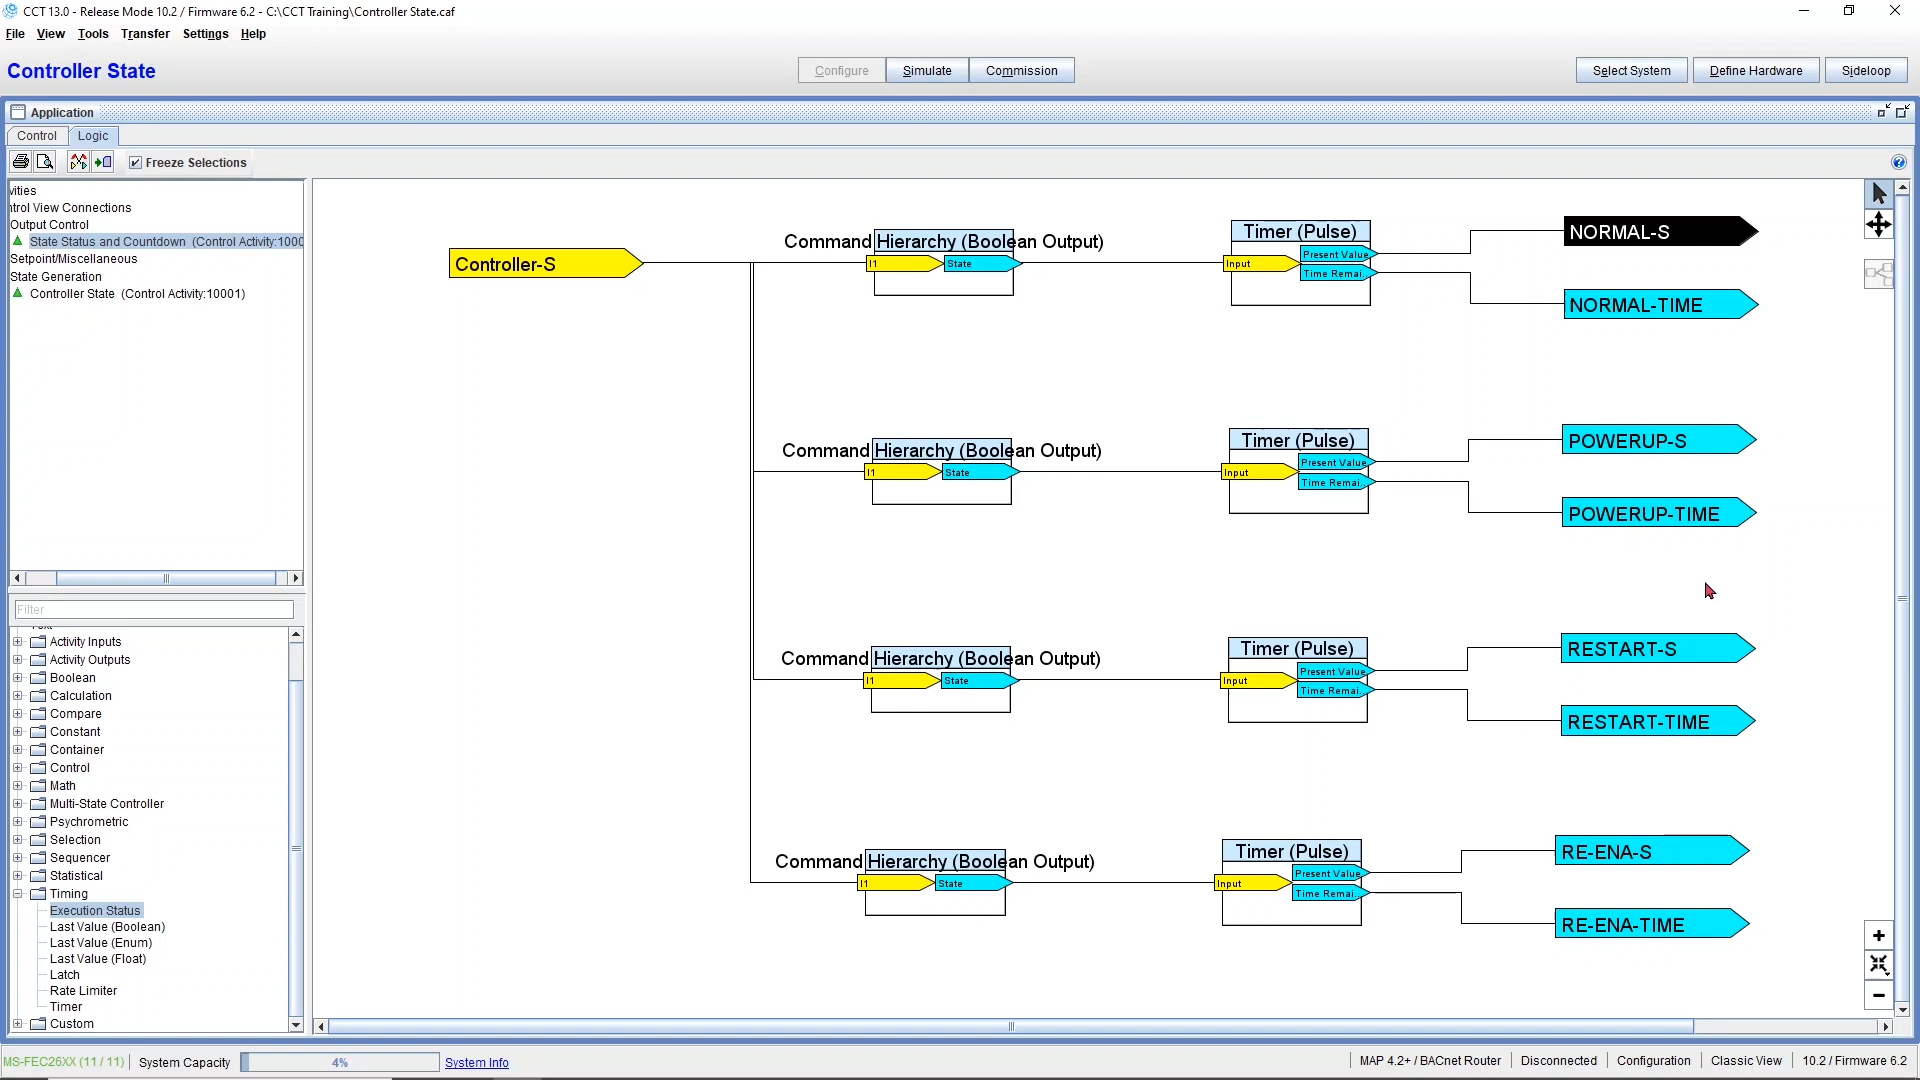 CCT 13.0 - Release Mode 10.2 / Firmware 6.2 - C:\CCT Training\Controller State.caf
File View Tools Transfer Settings Help
Controller State
Configure Simulate Commission
Select System Define Hardware Sideloop
Application
Control Logic
Freeze Selections
vities
ntrol View Connections
Output Control
State Status and Countdown (Control Activity:1000
Setpoint/Miscellaneous
State Generation
Controller State (Control Activity:10001)
Filter
Activity Inputs
Activity Outputs
Boolean
Calculation
Compare
Constant
Container
Control
Math
Multi-State Controller
Psychrometric
Selection
Sequencer
Statistical
Timing
Execution Status
Last Value (Boolean)
Last Value (Enum)
Last Value (Float)
Latch
Rate Limiter
Timer
Custom
Controller-S
Command Hierarchy (Boolean Output)
I1 State
Timer (Pulse)
Input Present Value
Time Remai...
NORMAL-S
NORMAL-TIME
Command Hierarchy (Boolean Output)
I1 State
Timer (Pulse)
Input Present Value
Time Remai...
POWERUP-S
POWERUP-TIME
Command Hierarchy (Boolean Output)
I1 State
Timer (Pulse)
Input Present Value
Time Remai...
RESTART-S
RESTART-TIME
Command Hierarchy (Boolean Output)
I1 State
Timer (Pulse)
Input Present Value
Time Remai...
RE-ENA-S
RE-ENA-TIME
MS-FEC26XX (11 / 11) System Capacity 4% System Info
MAP 4.2+ / BACnet Router Disconnected Configuration Classic View 10.2 / Firmware 6.2